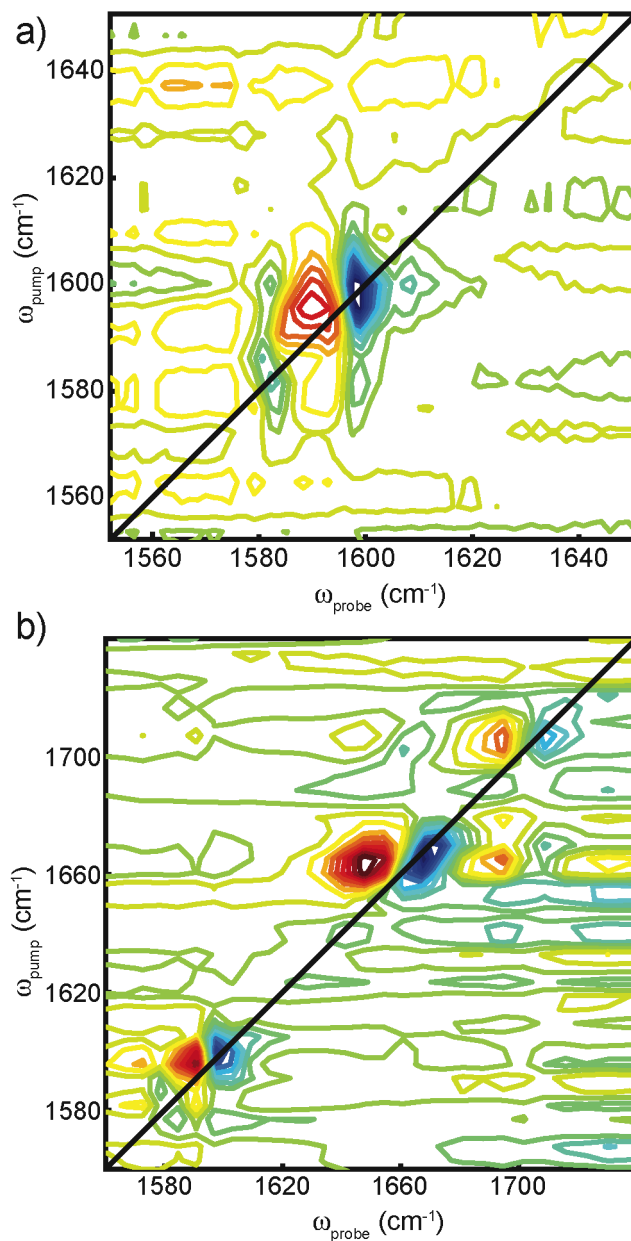 a)
1640
1620
1600
1580
1560
ω_pump (cm⁻¹)
1560 1580 1600 1620 1640
ω_probe (cm⁻¹)
b)
1700
1660
1620
1580
ω_pump (cm⁻¹)
1580 1620 1660 1700
ω_probe (cm⁻¹)